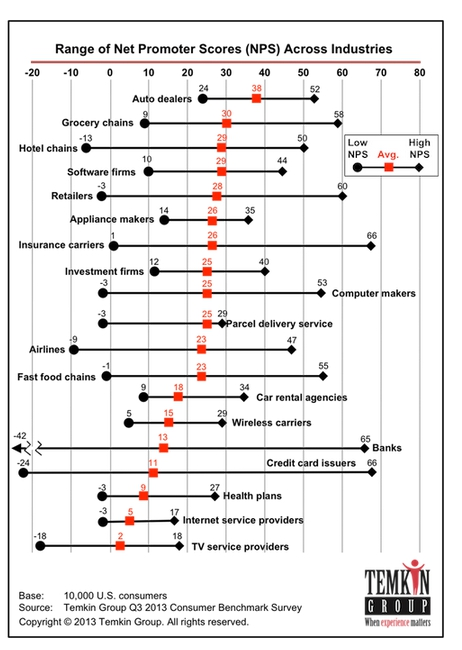 Range of Net Promoter Scores (NPS) Across Industries
-20 -10 0 10 20 30 40 50 60 70 80
24 38 52
Auto dealers
9 30 58
Grocery chains
-13 29 50
Hotel chains
Low NPS Avg. High NPS
10 29 44
Software firms
-3 28 60
Retailers
14 26 35
Appliance makers
1 26 66
Insurance carriers
12 25 40
Investment firms
-3 25 53
Computer makers
-3 25 29
Parcel delivery service
-9 23 47
Airlines
-1 23 55
Fast food chains
9 18 34
Car rental agencies
5 15 29
Wireless carriers
-42 13 65
Banks
-24 11 66
Credit card issuers
-3 9 27
Health plans
-3 5 17
Internet service providers
-18 2 18
TV service providers
Base: 10,000 U.S. consumers
Source: Temkin Group Q3 2013 Consumer Benchmark Survey
Copyright © 2013 Temkin Group. All rights reserved.
TEMKIN
GROUP
When experience matters